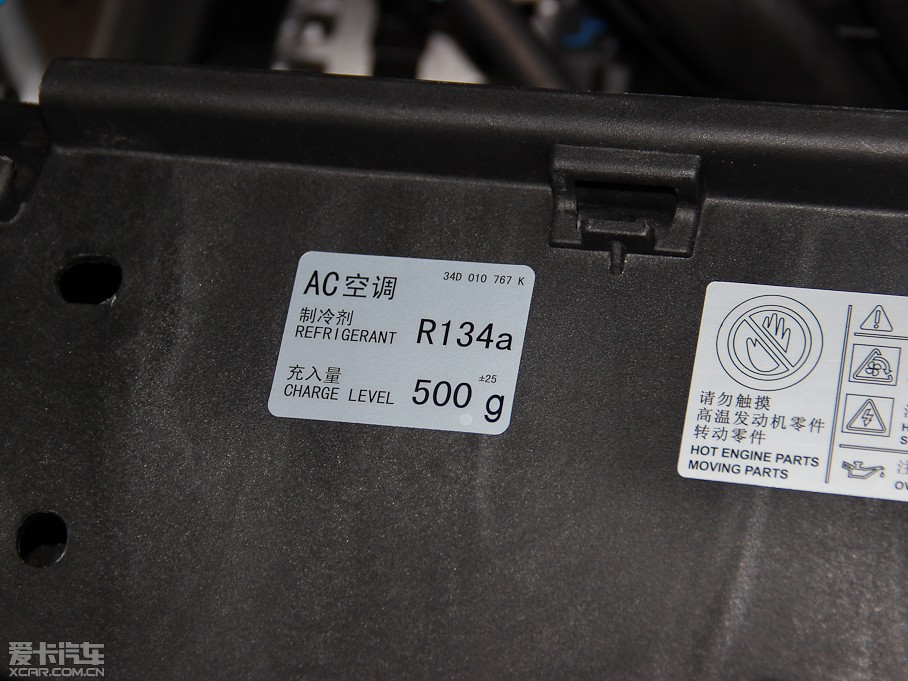 AC空调
34D 010 767 K
制冷剂
REFRIGERANT R134a
充入量
CHARGE LEVEL 500 ±25 g
请勿触摸
高温发动机零件
转动零件
HOT ENGINE PARTS
MOVING PARTS
爱卡汽车
XCAR.COM.CN